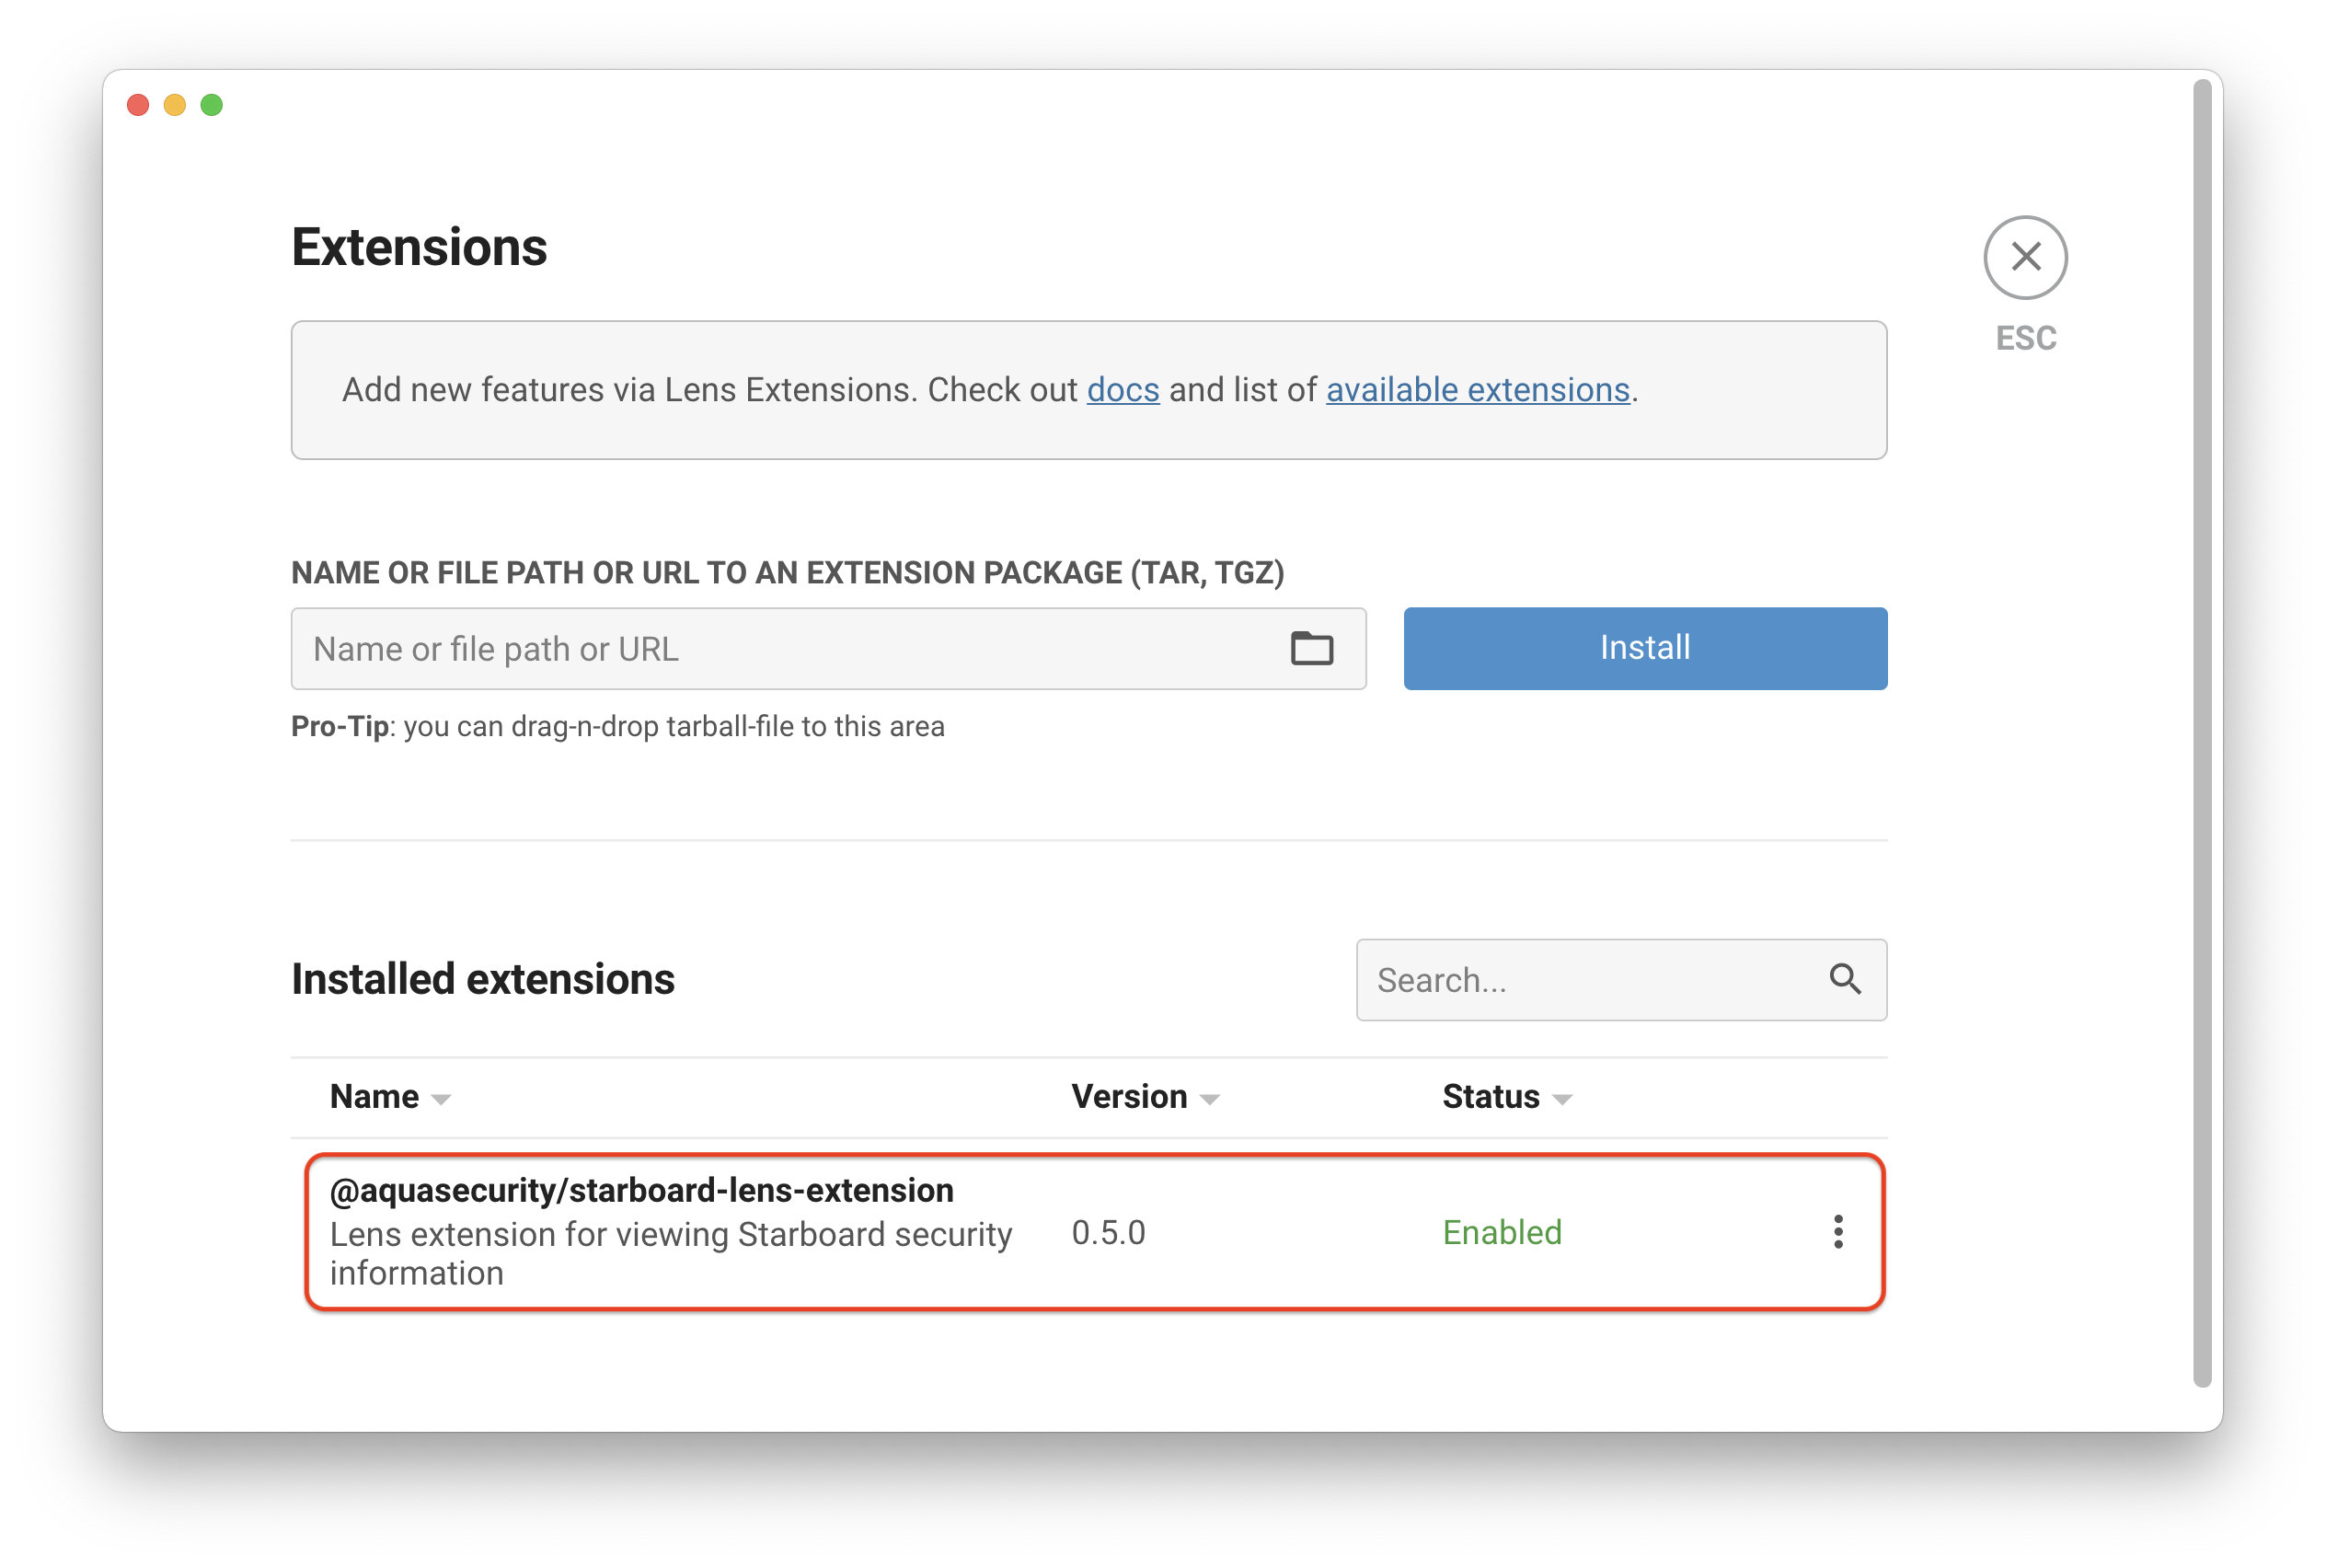 Extensions
ESC
Add new features via Lens Extensions. Check out docs and list of available extensions.
NAME OR FILE PATH OR URL TO AN EXTENSION PACKAGE (TAR, TGZ)
Name or file path or URL
Install
Pro-Tip: you can drag-n-drop tarball-file to this area
Installed extensions
Search...
Name
Version
Status
@aquasecurity/starboard-lens-extension
Lens extension for viewing Starboard security
information
0.5.0
Enabled